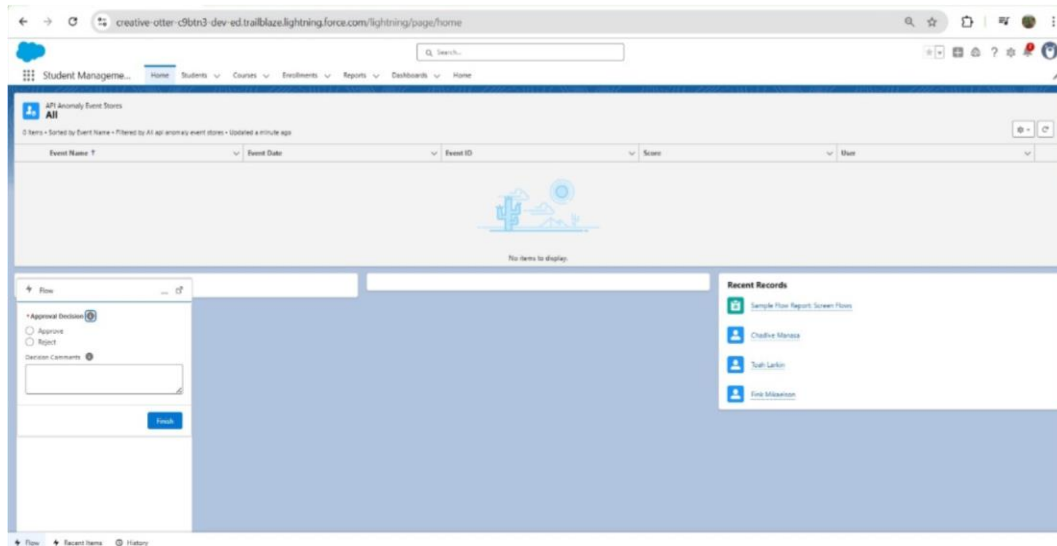 creative-otter-c9btn3-dev-ed.trailblaze.lightning.force.com/lightning/page/home
Search...
Student Manageme... Home Students Courses Enrollments Reports Dashboards Home
API Anomaly Event Stores
All
0 items • Sorted by Event Name • Filtered by All api anomaly event stores • Updated a minute ago
Event Name Event Date Event ID Score User
No items to display.
Flow
Recent Records
* Approval Decision
Approve
Reject
Decision Comments
Finish
Sample Flow Report: Screen Flows
Chadive Manasa
Tuah Larkin
Fink Mikaelson
Flow Recent Items History